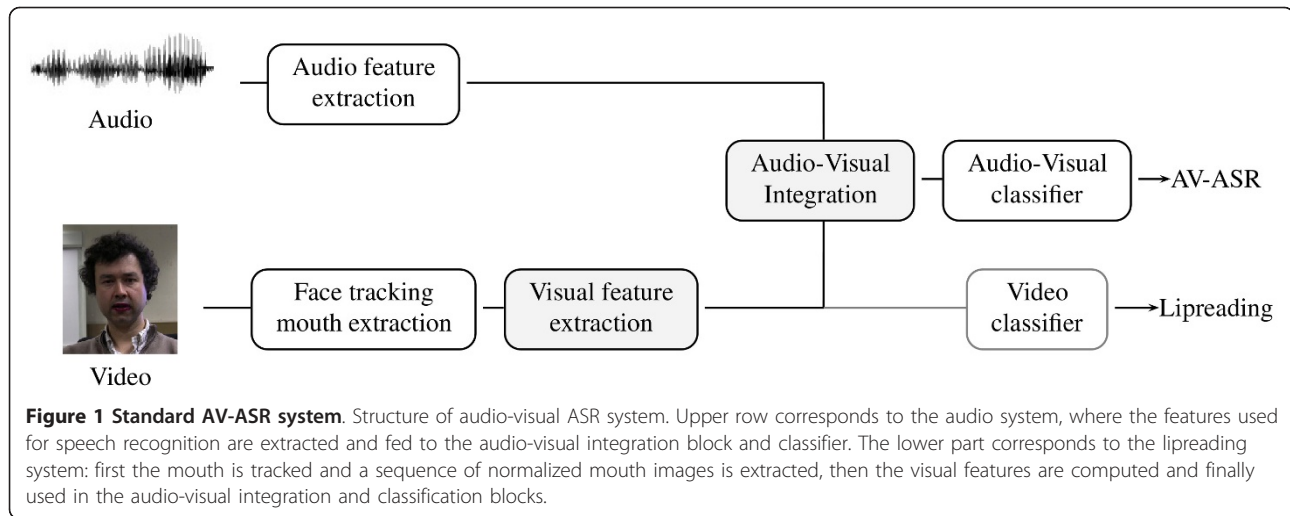 Audio
Audio feature
extraction
Audio-Visual
Integration
Audio-Visual
classifier
AV-ASR
Video
Face tracking
mouth extraction
Visual feature
extraction
Video
classifier
Lipreading
Figure 1 Standard AV-ASR system. Structure of audio-visual ASR system. Upper row corresponds to the audio system, where the features used
for speech recognition are extracted and fed to the audio-visual integration block and classifier. The lower part corresponds to the lipreading
system: first the mouth is tracked and a sequence of normalized mouth images is extracted, then the visual features are computed and finally
used in the audio-visual integration and classification blocks.